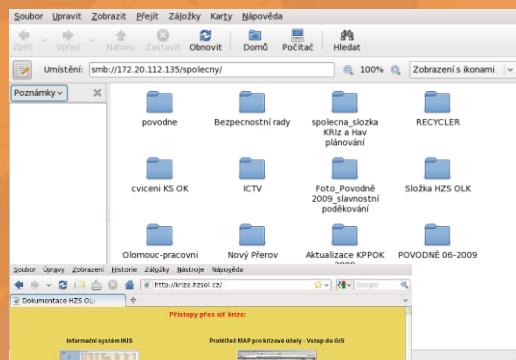 Soubor Upravit Zobrazit Přejít Záložky Karty Nápověda
Zpět Vpřed Nahoru Zastavit Obnovit Domů Počítač Hledat
Umístění: smb://172.20.112.135/spolecny/ 100% Zobrazení s ikonami
Poznámky
povodne Bezpecnostní rady spolecna_slozka RECYCLER
KRIz a Hav
plánování
cviceni KS OK ICTV Foto_Povodně Složka HZS OLK
2009_slavnostní
poděkování
Olomouc-pracovni Nový Přerov Aktualizace KPPOK POVODNĚ 06-2009
Soubor Úpravy Zobrazení Historie Záložky Nástroje Nápověda
http://krize.hzsol.cz/ Google
Dokumentace HZS OL:
Přístupy přes síť krize:
Informační systém IKIS Prohlížeč MAP pro krizové účely - Vstup do GIS